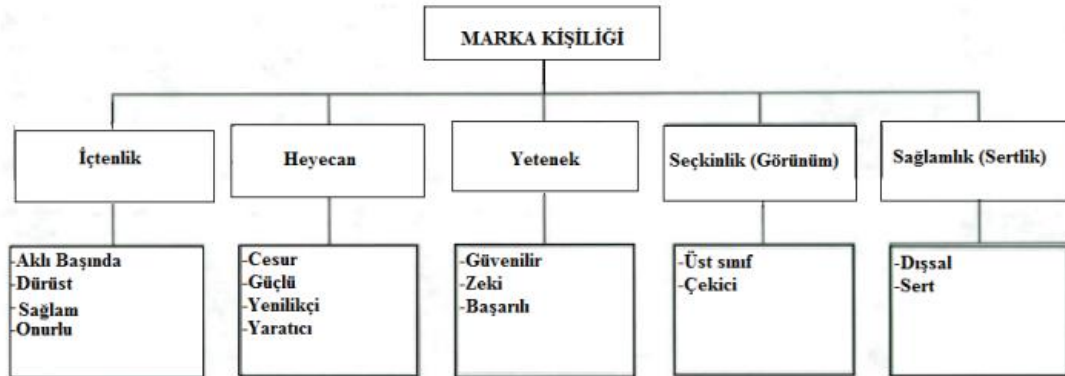 MARKA KİŞİLİĞİ
İçtenlik
Heyecan
Yetenek
Seçkinlik (Görünüm)
Sağlamlık (Sertlik)
-Aklı Başında
-Dürüst
-Sağlam
-Onurlu
-Cesur
-Güçlü
-Yenilikçi
-Yaratıcı
-Güvenilir
-Zeki
-Başarılı
-Üst sınıf
-Çekici
-Dışsal
-Sert